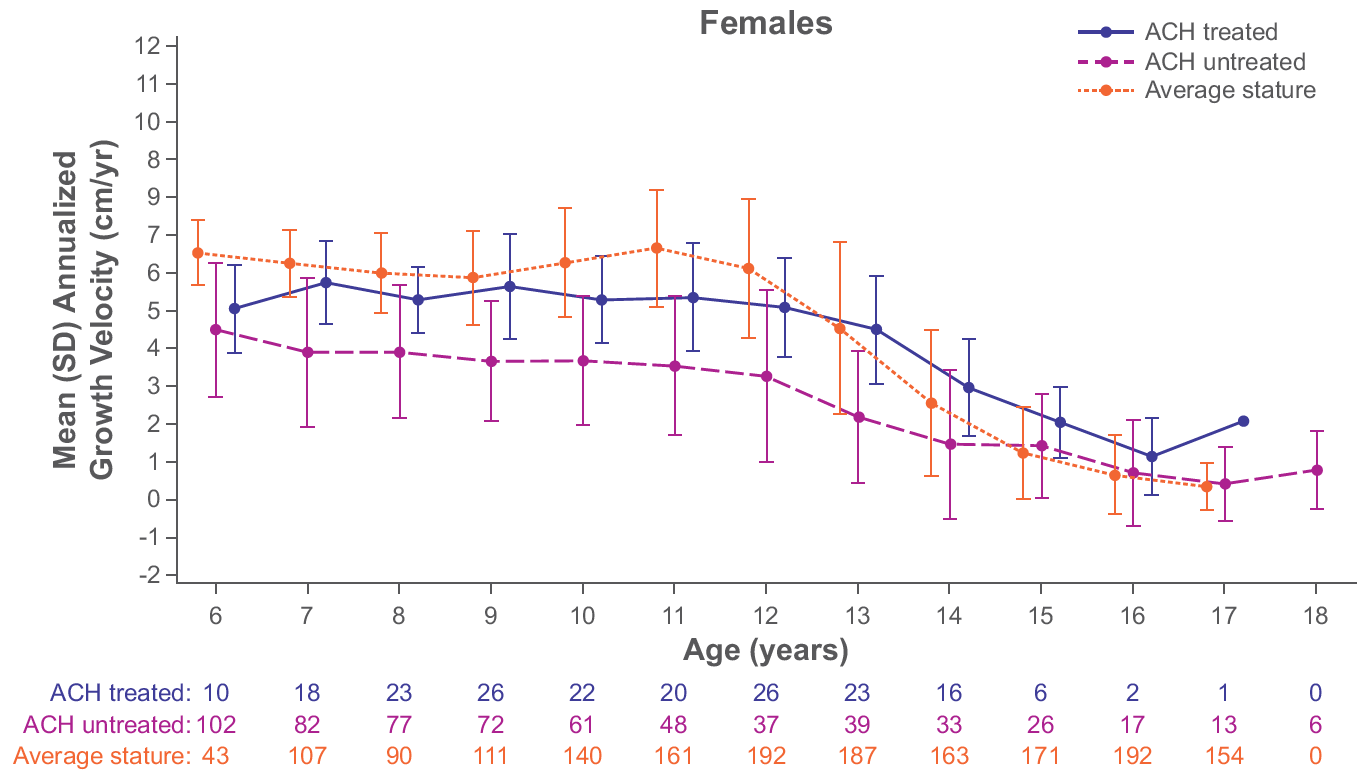 Females
ACH treated
ACH untreated
Average stature
Mean (SD) Annualized
Growth Velocity (cm/yr)
12
11
10
8
9
7
6
5
4
3
2
1
0
-1
-2
6 7 8 9 10 11 12 13 14 15 16 17 18
Age (years)
ACH treated: 10 18 23 26 22 20 26 23 16 6 2 1 0
ACH untreated: 102 82 77 72 61 48 37 39 33 26 17 13 6
Average stature: 43 107 90 111 140 161 192 187 163 171 192 154 0